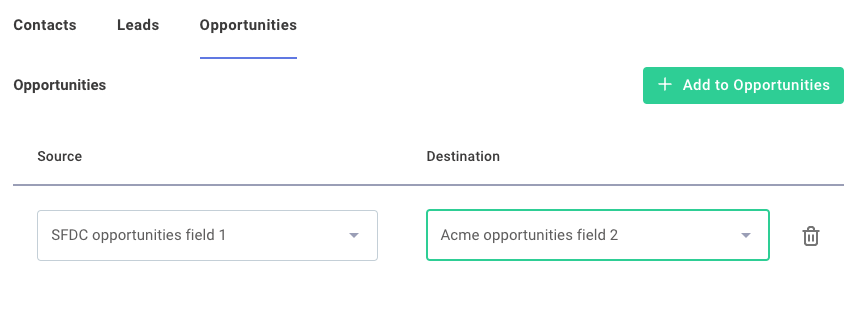 Contacts Leads Opportunities
Opportunities + Add to Opportunities
Source Destination
SFDC opportunities field 1 Acme opportunities field 2